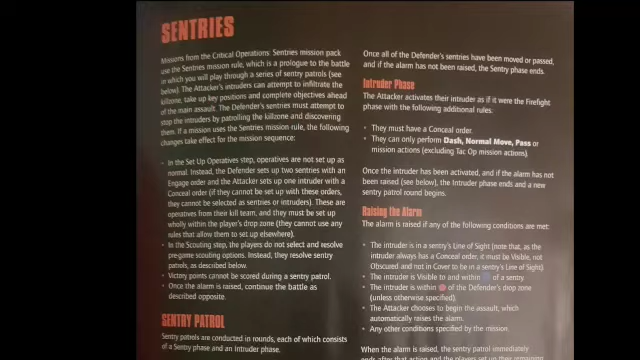 SENTRIES
Missions from the Critical Operations: Sentries mission pack
use the Sentries mission rule, which is a prologue to the battle
in which you will play through a series of sentry patrols (see
below). The Attacker's intruders can attempt to infiltrate the
killzone, take up key positions and complete objectives ahead
of the main assault. The Defender's sentries must attempt to
stop the intruders by patrolling the killzone and discovering
them. If a mission uses the Sentries mission rule, the following
changes take effect for the mission sequence:
• In the Set Up Operatives step, operatives are not set up as
normal. Instead, the Defender sets up two sentries with an
Engage order and the Attacker sets up one intruder with a
Conceal order (if they cannot be set up with these orders,
they cannot be selected as sentries or intruders). These are
operatives from their kill team, and they must be set up
wholly within the player's drop zone (they cannot use any
rules that allow them to set up elsewhere).
• In the Scouting step, the players do not select and resolve
pre-game scouting options. Instead, they resolve sentry
patrols, as described below.
• Victory points cannot be scored during a sentry patrol.
• Once the alarm is raised, continue the battle as
described opposite.
SENTRY PATROL
Sentry patrols are conducted in rounds, each of which consists
of a Sentry phase and an Intruder phase.
Once all of the Defender's sentries have been moved or passed,
and if the alarm has not been raised, the Sentry phase ends.
Intruder Phase
The Attacker activates their intruder as if it were the Firefight
phase with the following additional rules.
• They must have a Conceal order.
• They can only perform Dash, Normal Move, Pass or
mission actions (excluding Tac Op mission actions).
Once the intruder has been activated, and if the alarm has not
been raised (see below), the Intruder phase ends and a new
sentry patrol round begins.
Raising the Alarm
The alarm is raised if any of the following conditions are met:
• The intruder is in a sentry's Line of Sight (note that, as the
intruder always has a Conceal order, it must be Visible, not
Obscured and not in Cover to be in a sentry's Line of Sight).
• The intruder is Visible to and within of a sentry
• The intruder is within of the Defender's drop zone
(unless otherwise specified).
• The Attacker chooses to begin the assault, which
automatically raises the alarm.
• Any other conditions specified by the mission.
When the alarm is raised, the sentry patrol immediately
ends after that action and the players set up their remaining